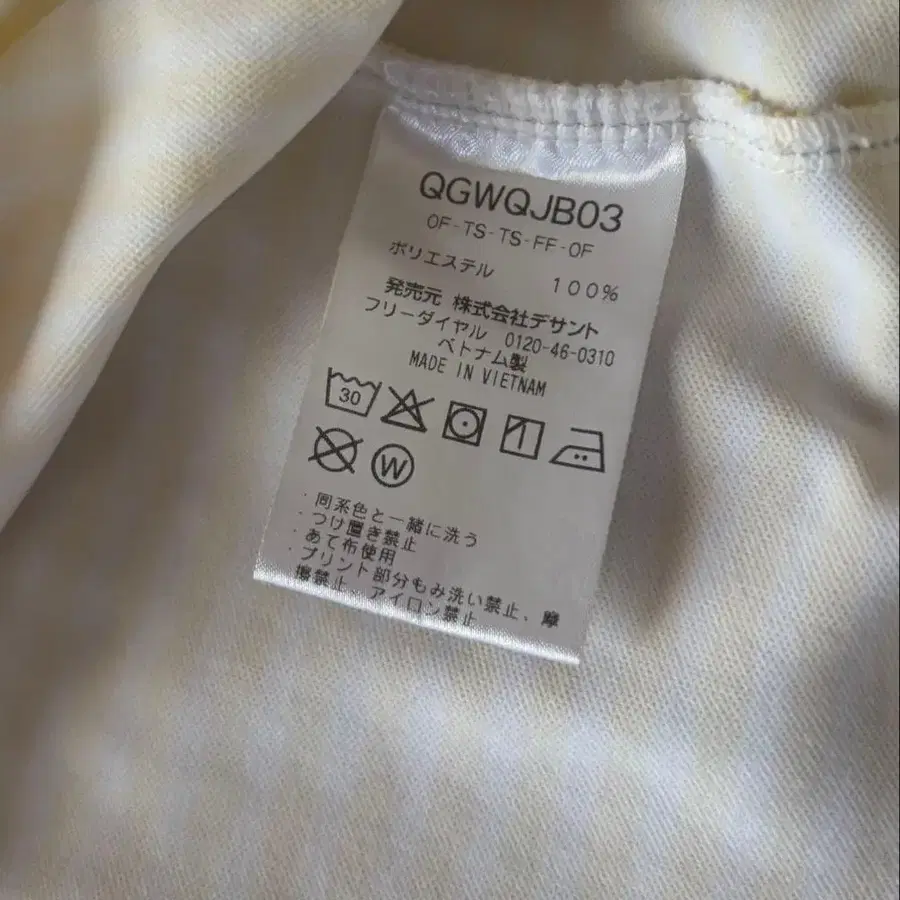 QGWQJB03
OF-TS-TS-FF-OF
ポリエステル 100%
発売元 株式会社デサント
フリーダイヤル 0120-46-0310
ベトナム製
MADE IN VIETNAM
30
W
・同系色と一緒に洗う
・つけ置き禁止
・あて布使用
・プリント部分もみ洗い禁止、摩
擦禁止 アイロン禁止